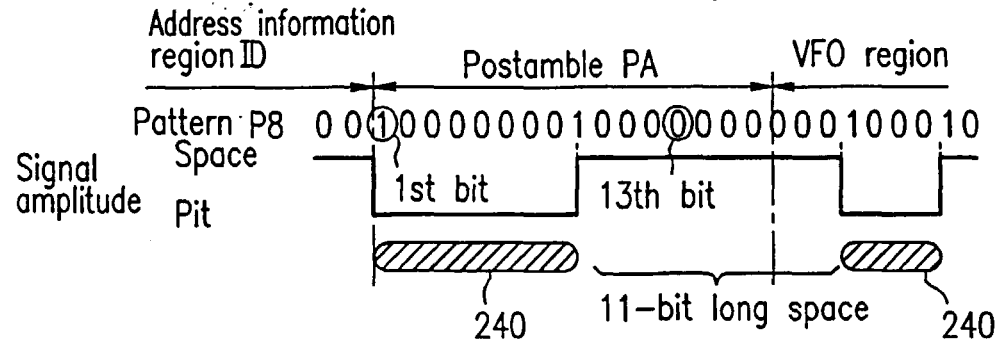 Address information
region ID
Postamble PA
VFO region
Pattern P8 0 0 1 0 0 0 0 0 0 0 1 0 0 0 0 0 0 0 0 0 0 1 0 0 0 1 0
Space
Signal
amplitude
Pit
1st bit
13th bit
240
11-bit long space
240